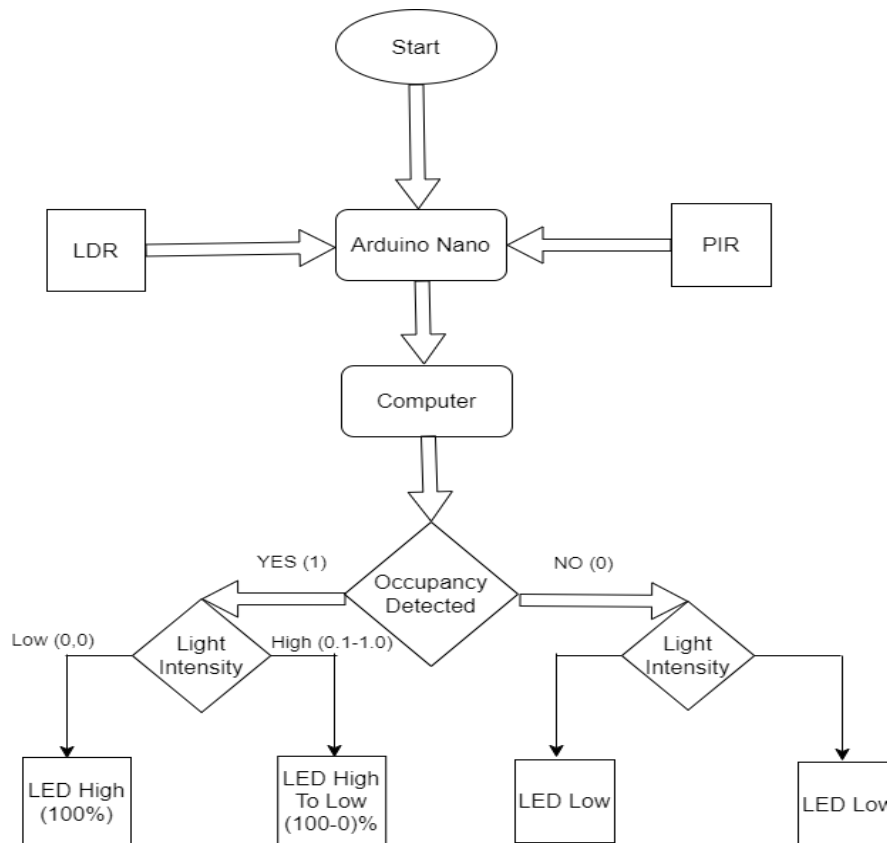 Start
LDR
Arduino Nano
PIR
Computer
YES (1)
NO (0)
Occupancy
Detected
Low (0,0)
Light
Intensity
High (0.1-1.0)
Light
Intensity
LED High
(100%)
LED High
To Low
(100-0)%
LED Low
LED Low